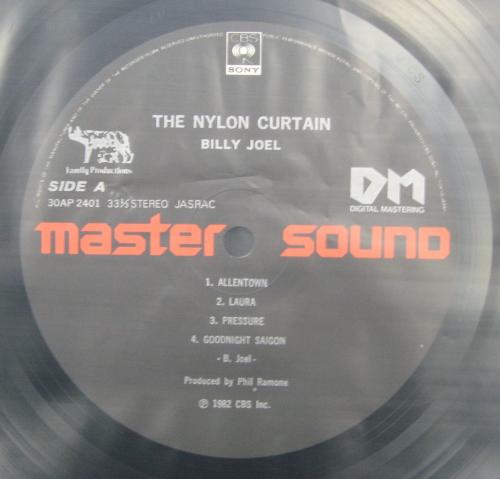 CBS
SONY
THE NYLON CURTAIN
BILLY JOEL
Family Productions
SIDE A
30AP 2401 33⅓ STEREO JASRAC
DM
DIGITAL MASTERING
master sound
1. ALLENTOWN
2. LAURA
3. PRESSURE
4. GOODNIGHT SAIGON
- B. Joel -
Produced by Phil Ramone
℗ 1982 CBS Inc.